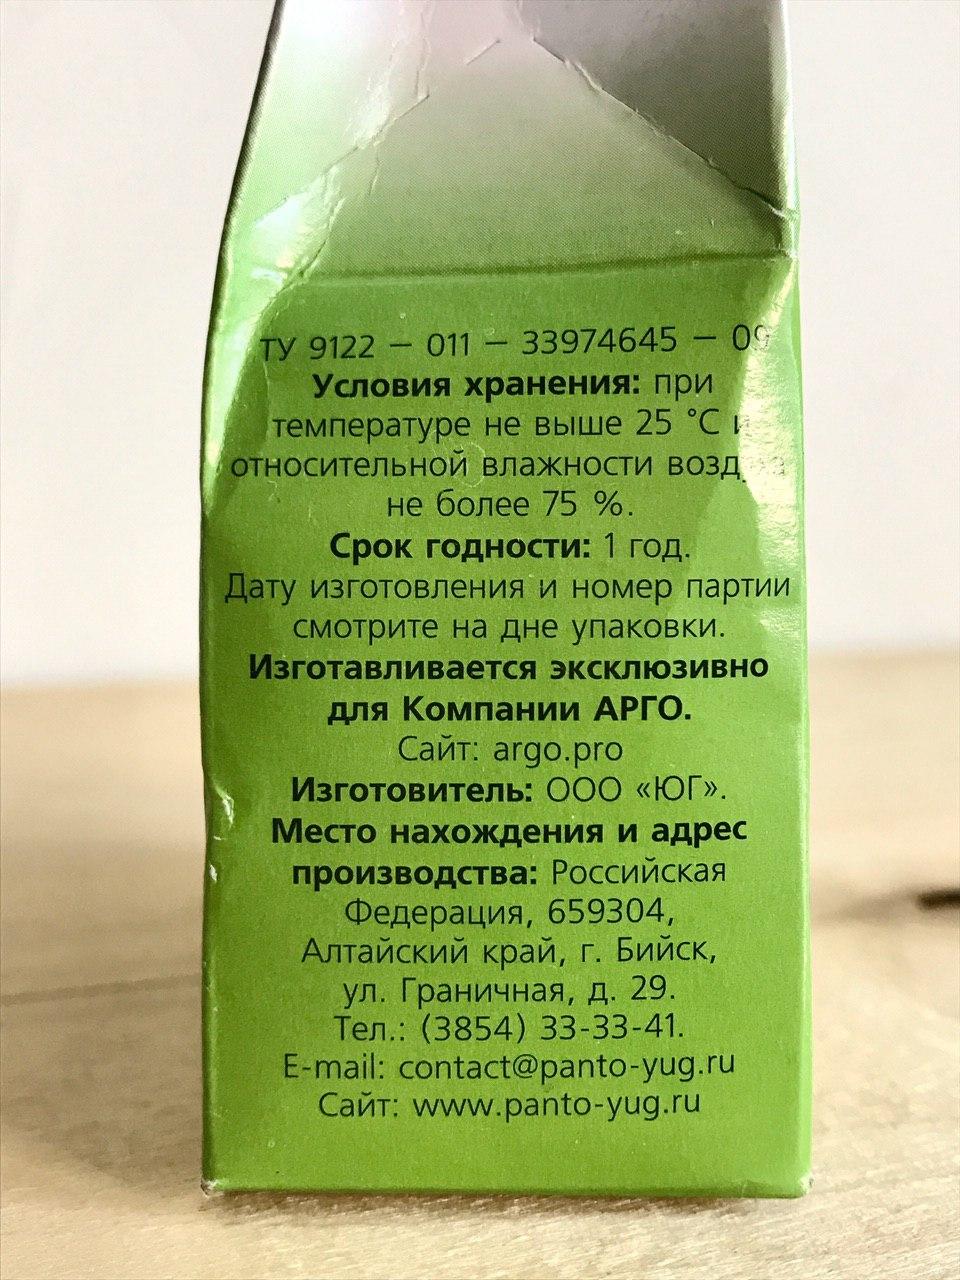 ТУ 9122 – 011 – 33974645 – 09
Условия хранения: при
температуре не выше 25 °С и
относительной влажности воздуха
не более 75 %.
Срок годности: 1 год.
Дату изготовления и номер партии
смотрите на дне упаковки.
Изготавливается эксклюзивно
для Компании АРГО.
Сайт: argo.pro
Изготовитель: ООО «ЮГ».
Место нахождения и адрес
производства: Российская
Федерация, 659304,
Алтайский край, г. Бийск,
ул. Граничная, д. 29.
Тел.: (3854) 33-33-41.
E-mail: contact@panto-yug.ru
Сайт: www.panto-yug.ru